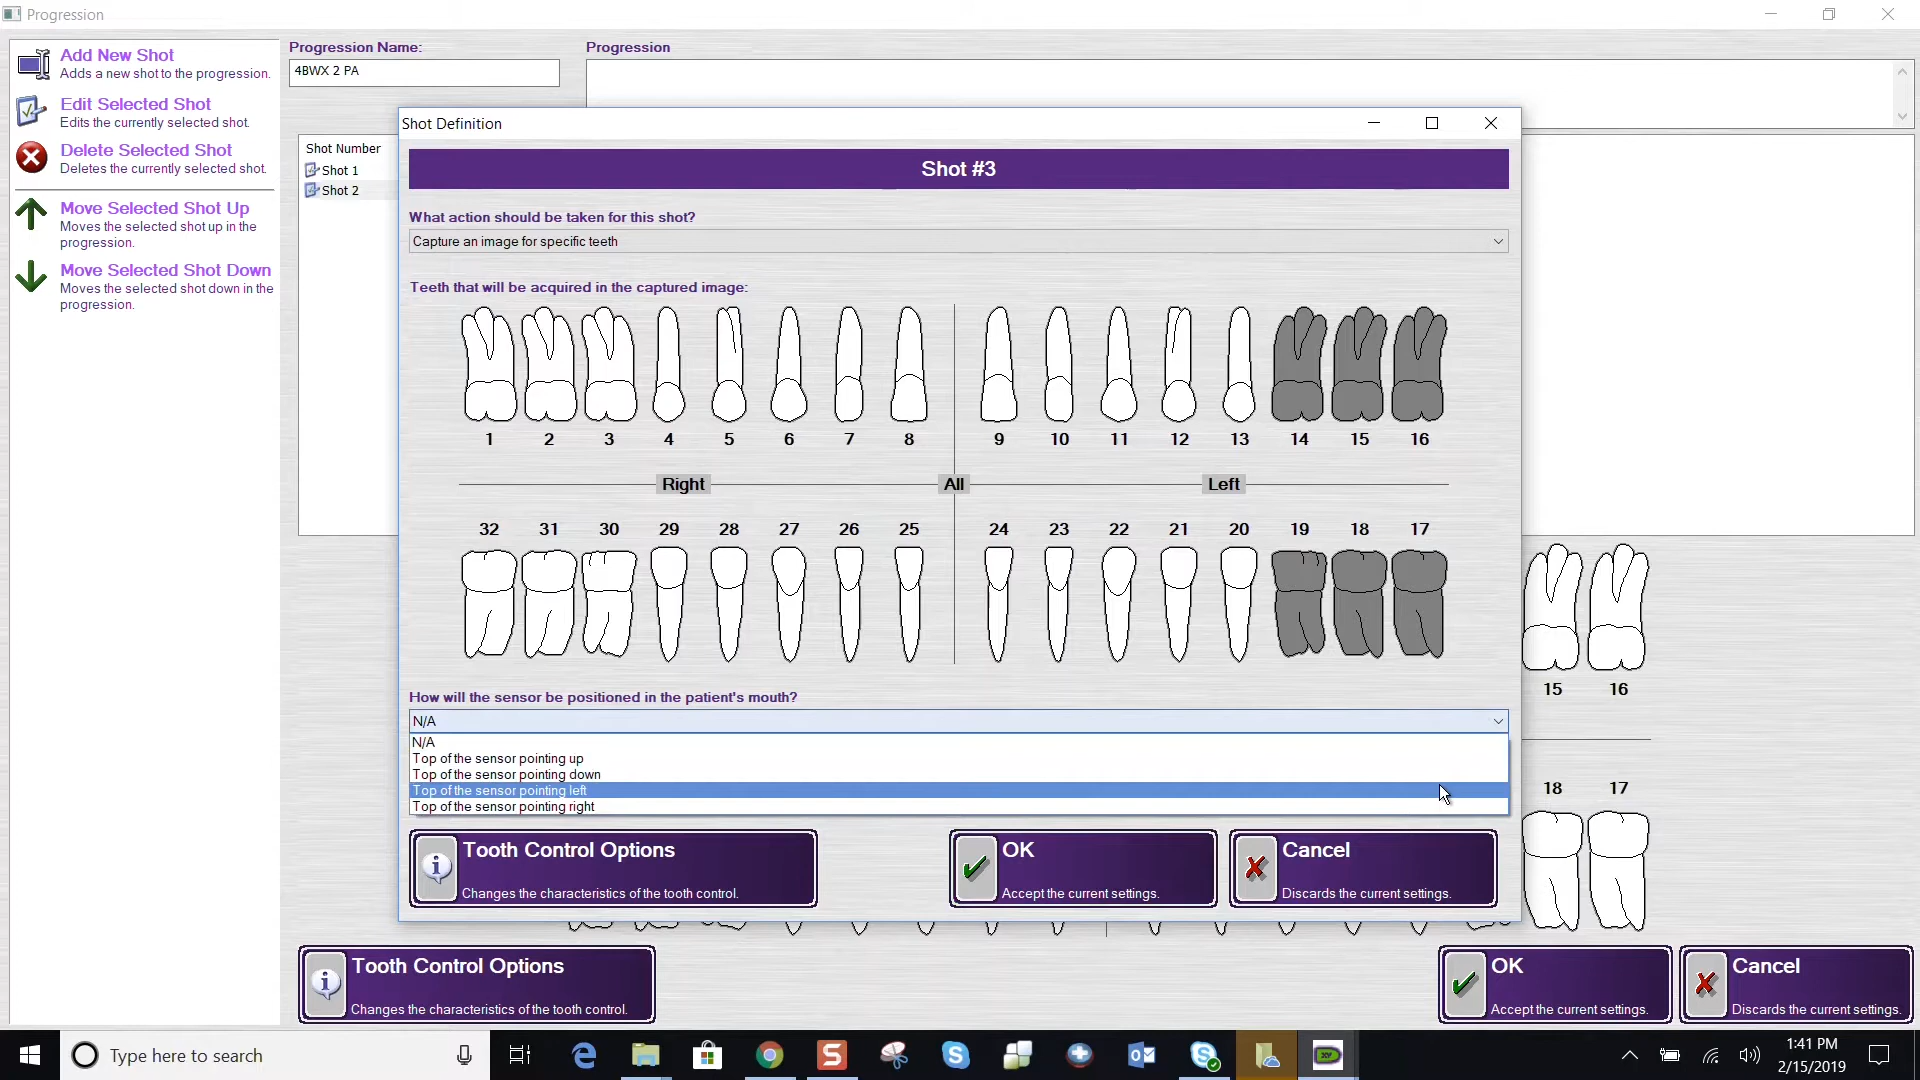 Progression
Add New Shot
Adds a new shot to the progression.
Edit Selected Shot
Edits the currently selected shot.
Delete Selected Shot
Deletes the currently selected shot.
Move Selected Shot Up
Moves the selected shot up in the
progression.
Move Selected Shot Down
Moves the selected shot down in the
progression.
Progression Name:
4BWX 2 PA
Progression
Shot Number
Shot 1
Shot 2
Shot Definition
Shot #3
What action should be taken for this shot?
Capture an image for specific teeth
Teeth that will be acquired in the captured image:
1 2 3 4 5 6 7 8 9 10 11 12 13 14 15 16
Right All Left
32 31 30 29 28 27 26 25 24 23 22 21 20 19 18 17
How will the sensor be positioned in the patient's mouth?
N/A
N/A
Top of the sensor pointing up
Top of the sensor pointing down
Top of the sensor pointing left
Top of the sensor pointing right
Tooth Control Options
Changes the characteristics of the tooth control.
OK
Accept the current settings.
Cancel
Discards the current settings.
15 16
18 17
Tooth Control Options
Changes the characteristics of the tooth control.
OK
Accept the current settings.
Cancel
Discards the current settings.
Type here to search
1:41 PM
2/15/2019